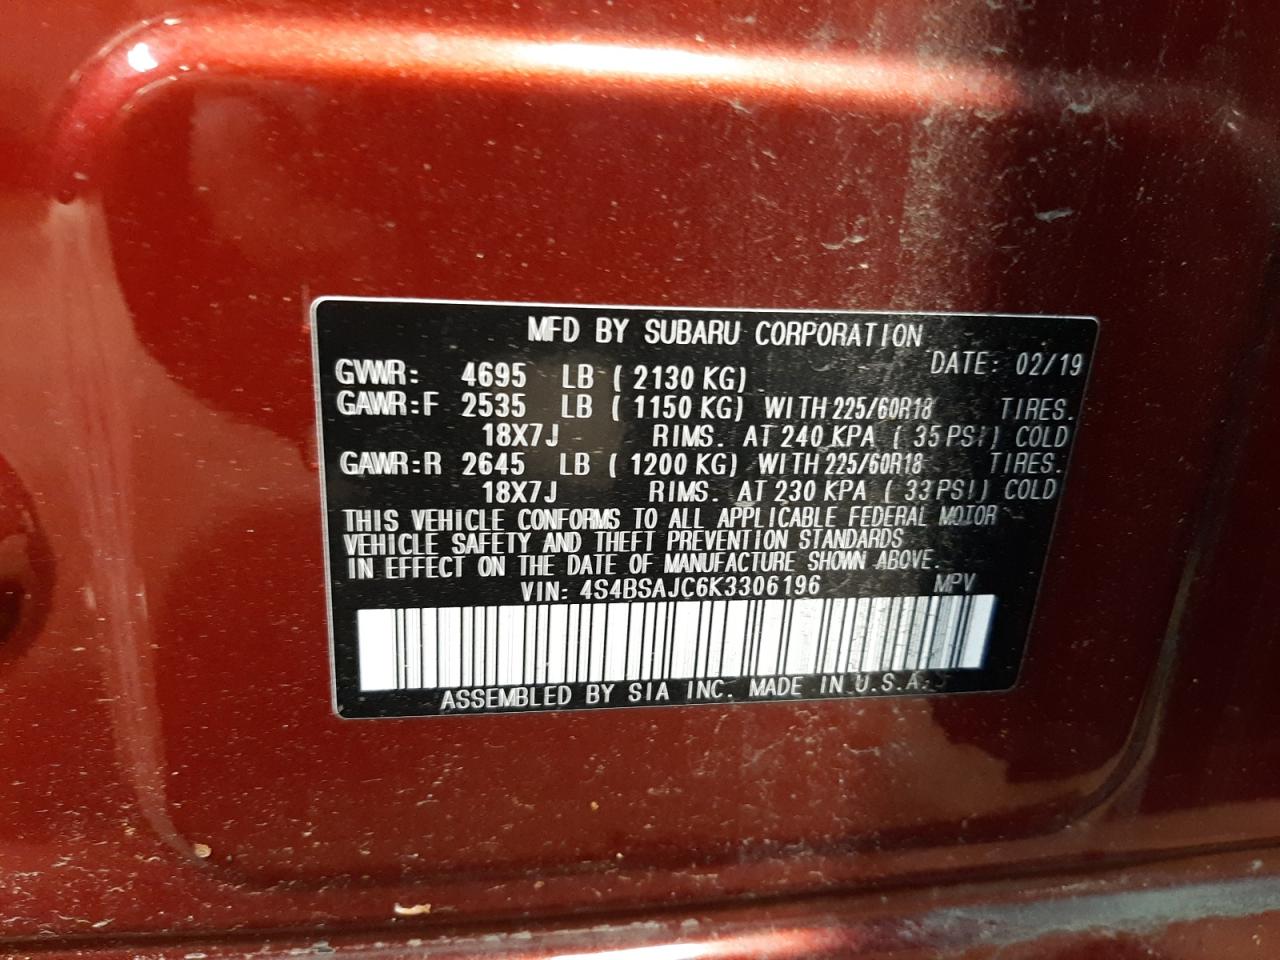 MFD BY SUBARU CORPORATION
DATE: 02/19
GVWR: 4695 LB ( 2130 KG)
GAWR:F 2535 LB ( 1150 KG) WITH 225/60R18 TIRES.
18X7J RIMS. AT 240 KPA ( 35 PSI) COLD
GAWR:R 2645 LB ( 1200 KG) WITH 225/60R18 TIRES.
18X7J RIMS. AT 230 KPA ( 33 PSI) COLD
THIS VEHICLE CONFORMS TO ALL APPLICABLE FEDERAL MOTOR
VEHICLE SAFETY AND THEFT PREVENTION STANDARDS
IN EFFECT ON THE DATE OF MANUFACTURE SHOWN ABOVE.
VIN: 4S4BSAJC6K3306196 MPV
ASSEMBLED BY SIA INC. MADE IN U.S.A.